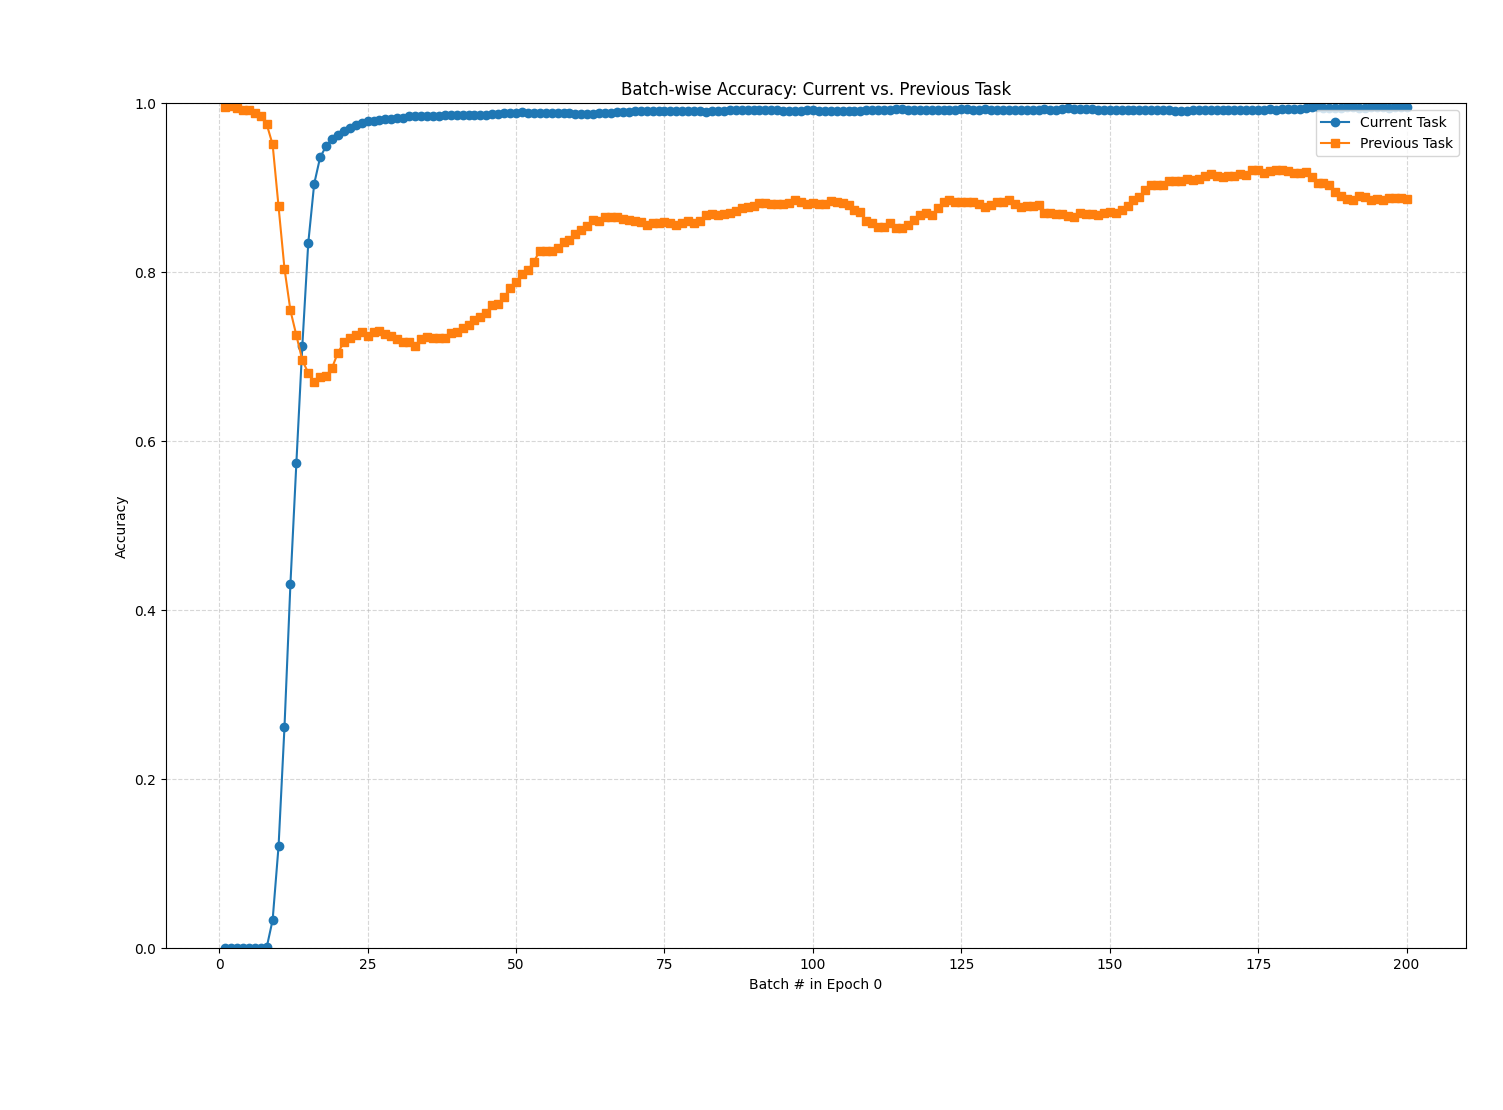 Batch-wise Accuracy: Current vs. Previous Task
1.0
0.8
0.6
0.4
0.2
0.0
Accuracy
Current Task
Previous Task
0 25 50 75 100 125 150 175 200
Batch # in Epoch 0